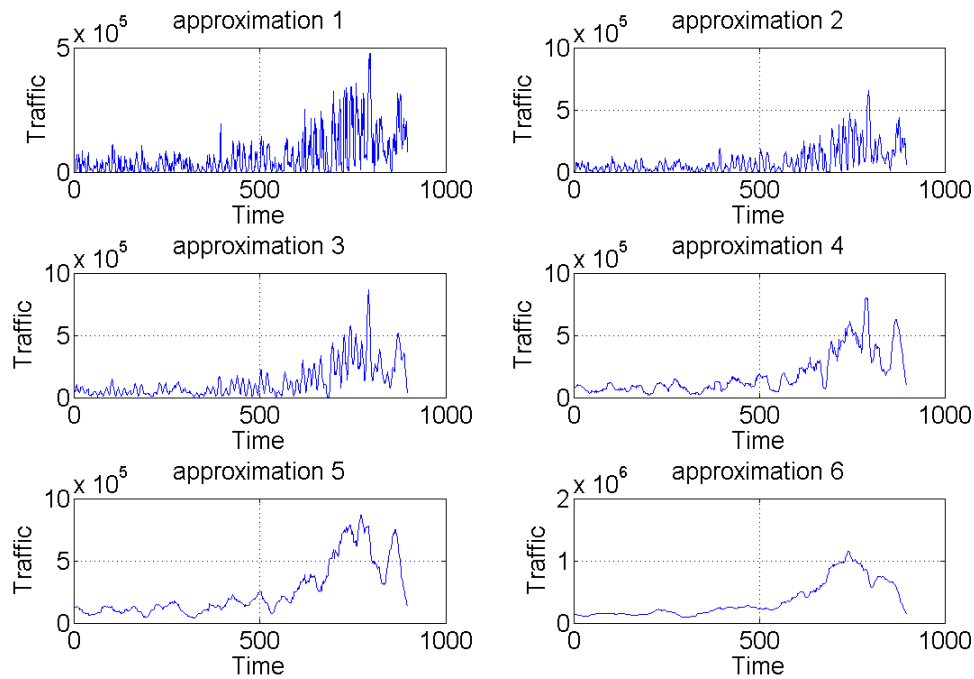 approximation 1
x 10^5
5
0
0
500
1000
Traffic
Time
approximation 2
x 10^5
10
5
0
0
500
1000
Traffic
Time
approximation 3
x 10^5
10
5
0
0
500
1000
Traffic
Time
approximation 4
x 10^5
10
5
0
0
500
1000
Traffic
Time
approximation 5
x 10^5
10
5
0
0
500
1000
Traffic
Time
approximation 6
x 10^6
2
1
0
0
500
1000
Traffic
Time